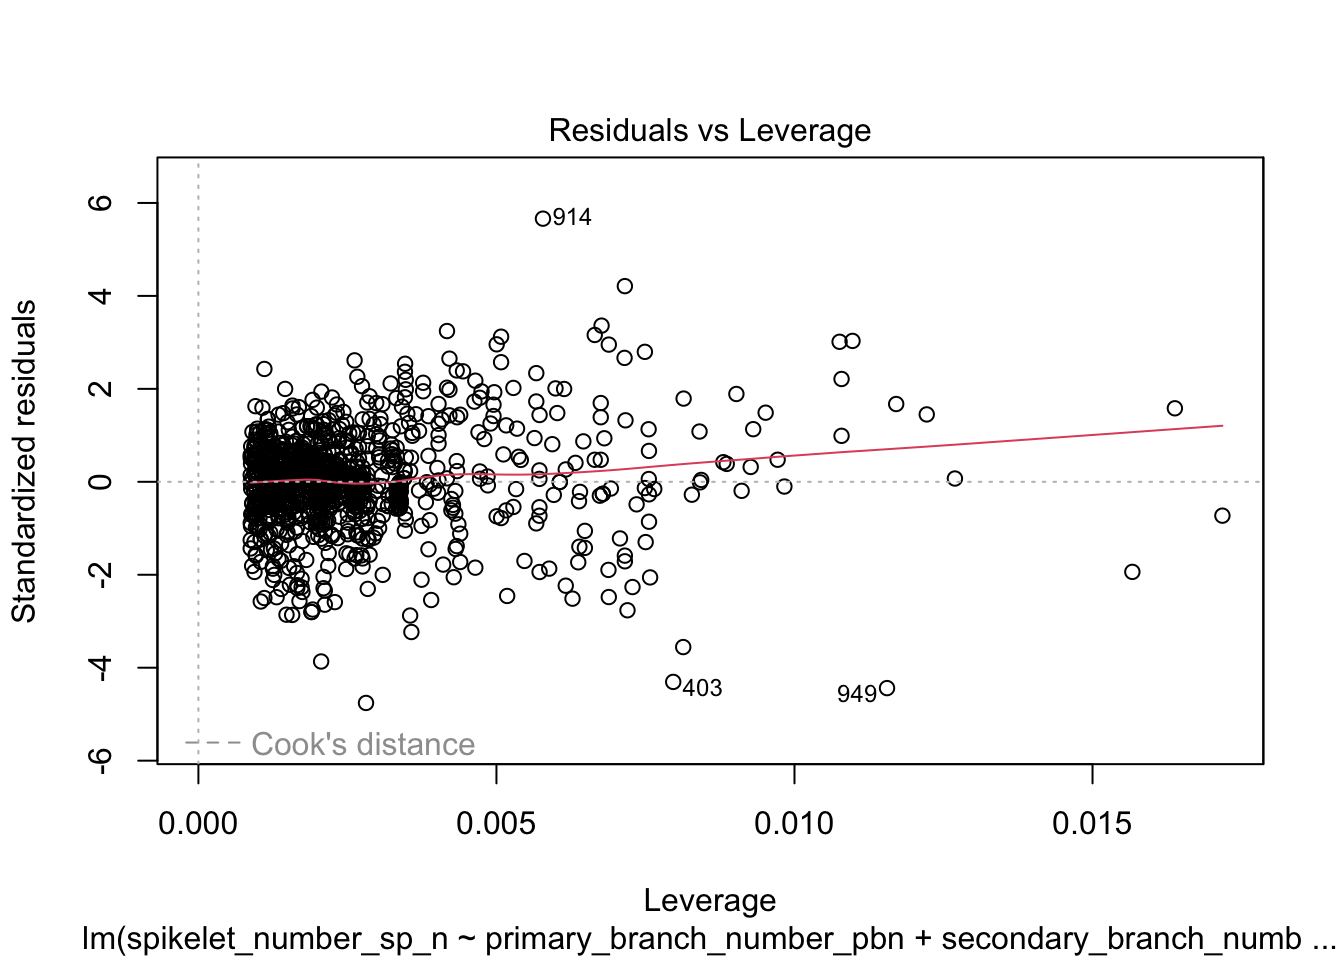 Residuals vs Leverage
Standardized residuals
6
4
2
0
-2
-4
-6
914
403
949
Cook's distance
0.000
0.005
0.010
0.015
Leverage
lm(spikelet_number_sp_n ~ primary_branch_number_pbn + secondary_branch_numb ...